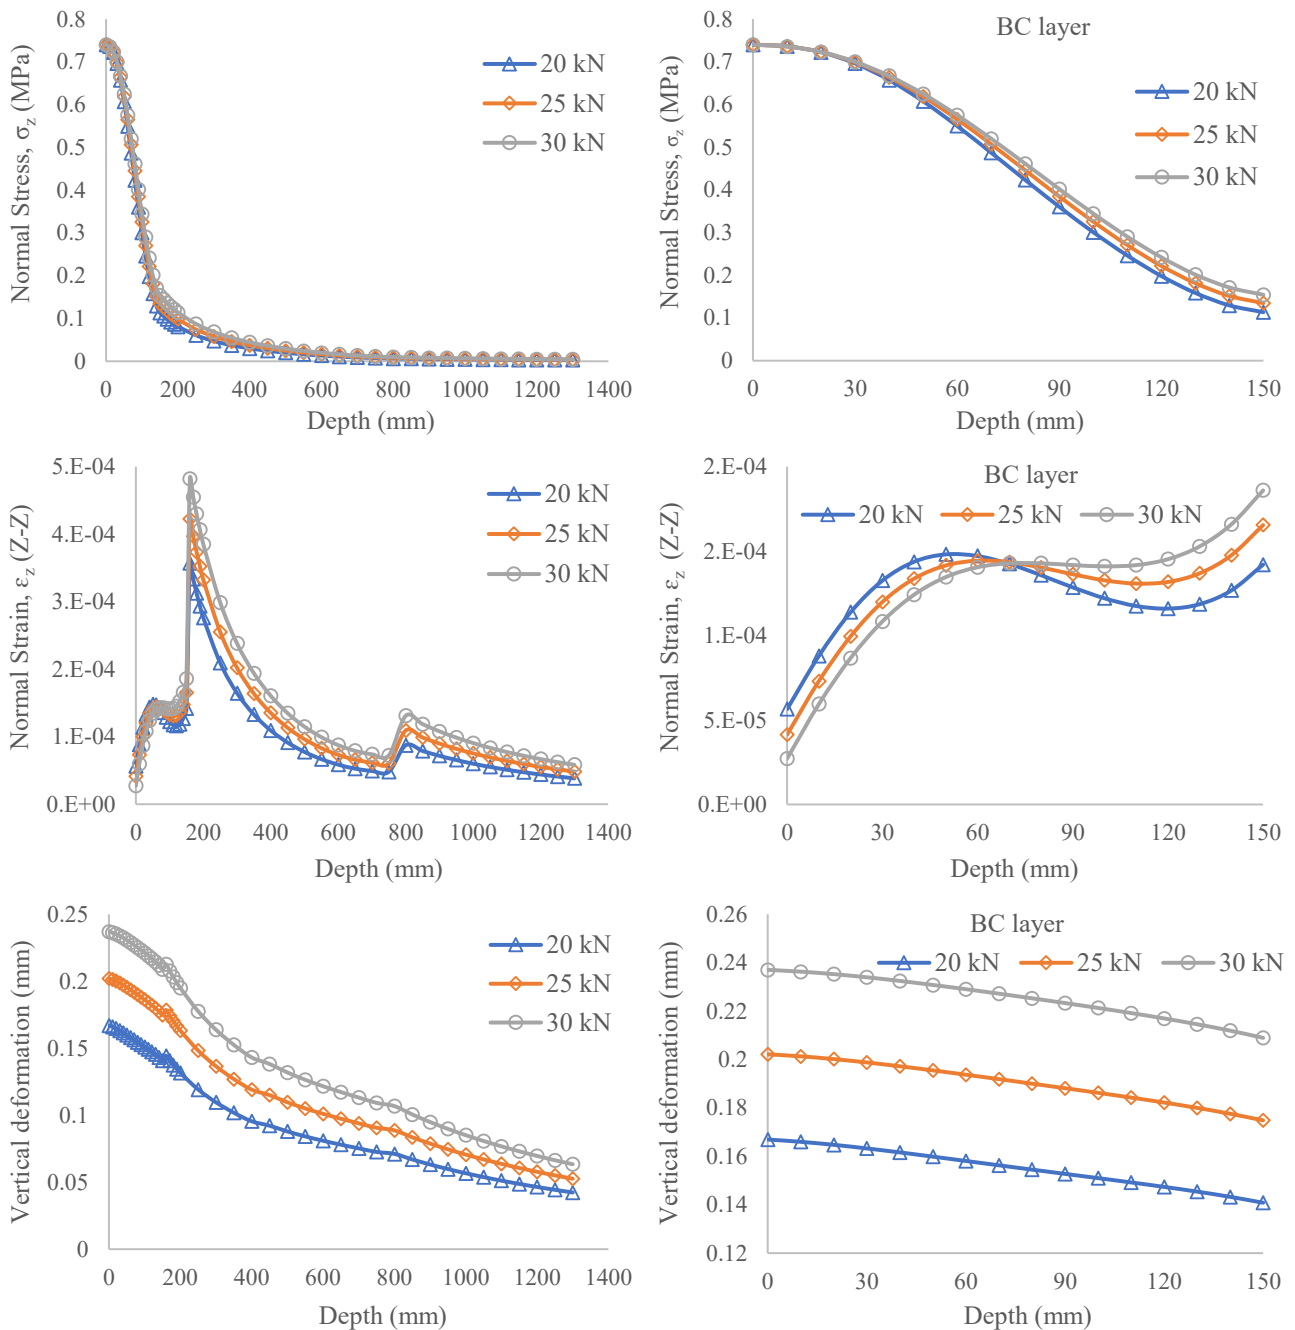 0.8
0.7
0.6
0.5
0.4
0.3
0.2
0.1
0
Normal Stress, σz (MPa)
20 kN
25 kN
30 kN
0 200 400 600 800 1000 1200 1400
Depth (mm)
BC layer
0.8
0.7
0.6
0.5
0.4
0.3
0.2
0.1
0
Normal Stress, σz (MPa)
20 kN
25 kN
30 kN
0 30 60 90 120 150
Depth (mm)
5.E-04
4.E-04
3.E-04
2.E-04
1.E-04
0.E+00
Normal Strain, εz (Z-Z)
20 kN
25 kN
30 kN
0 200 400 600 800 1000 1200 1400
Depth (mm)
BC layer
20 kN 25 kN 30 kN
2.E-04
2.E-04
1.E-04
5.E-05
0.E+00
Normal Strain, εz (Z-Z)
0 30 60 90 120 150
Depth (mm)
0.25
0.2
0.15
0.1
0.05
0
Vertical deformation (mm)
20 kN
25 kN
30 kN
0 200 400 600 800 1000 1200 1400
Depth (mm)
BC layer
20 kN 25 kN 30 kN
0.26
0.24
0.22
0.2
0.18
0.16
0.14
0.12
Vertical deformation (mm)
0 30 60 90 120 150
Depth (mm)